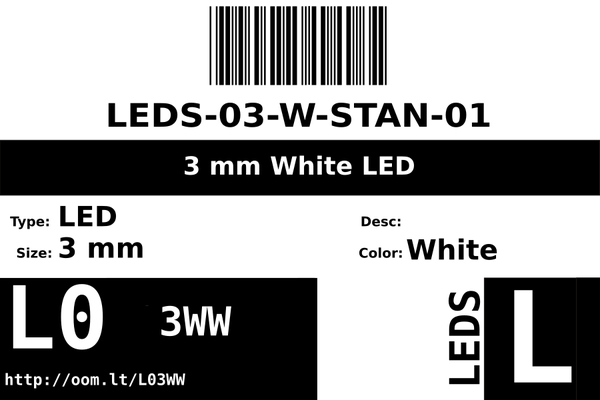 LEDS-03-W-STAN-01
3 mm White LED
Type: LED
Desc:
Size: 3 mm
Color: White
L0 3WW
http://oom.lt/L03WW
LEDS
L